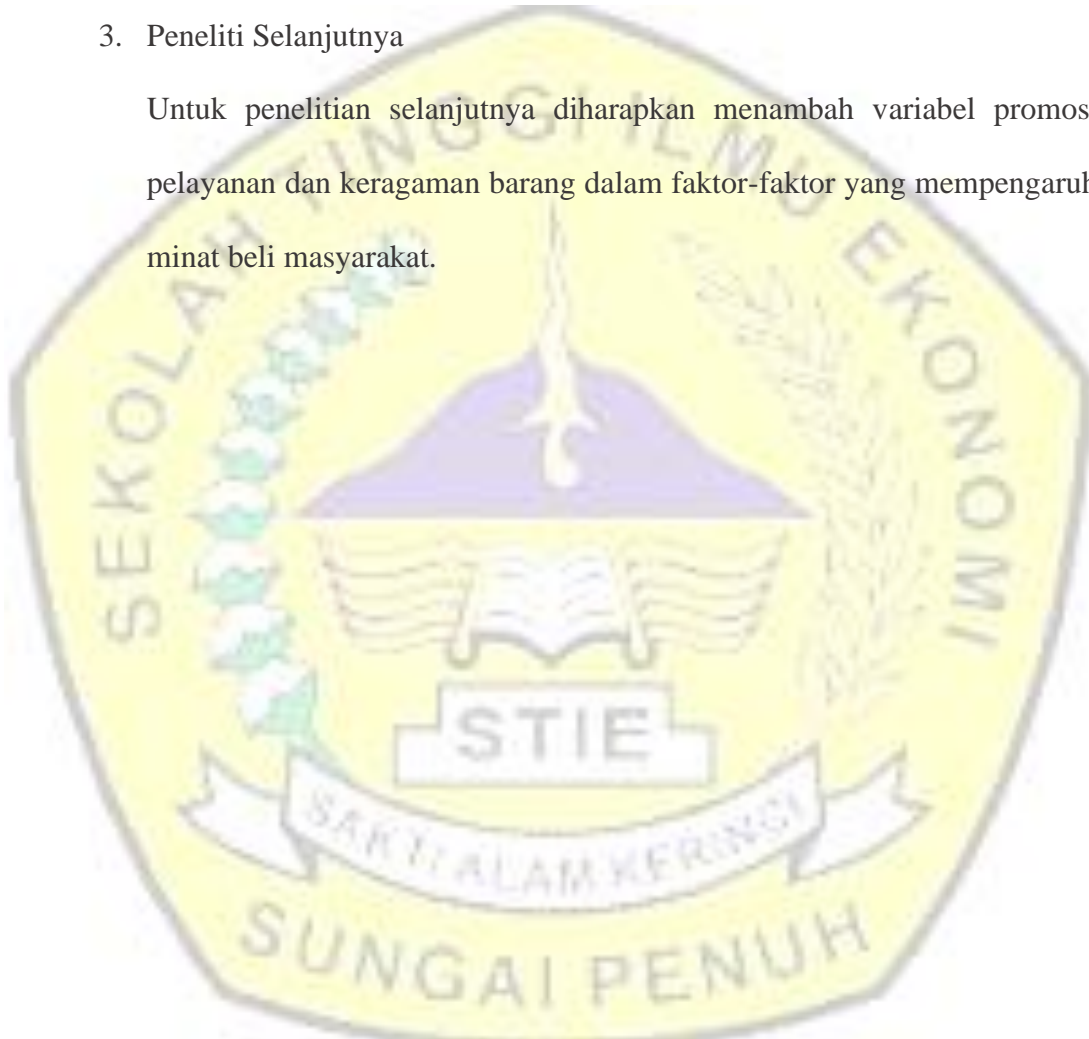 3. Peneliti Selanjutnya
Untuk penelitian selanjutnya diharapkan menambah variabel promos
pelayanan dan keragaman barang dalam faktor-faktor yang mempengaruh
minat beli masyarakat.
SEKOLAH TINGGI ILMU EKONOMI
STIE
SAKTI ALAM KERINCI
SUNGAI PENUH